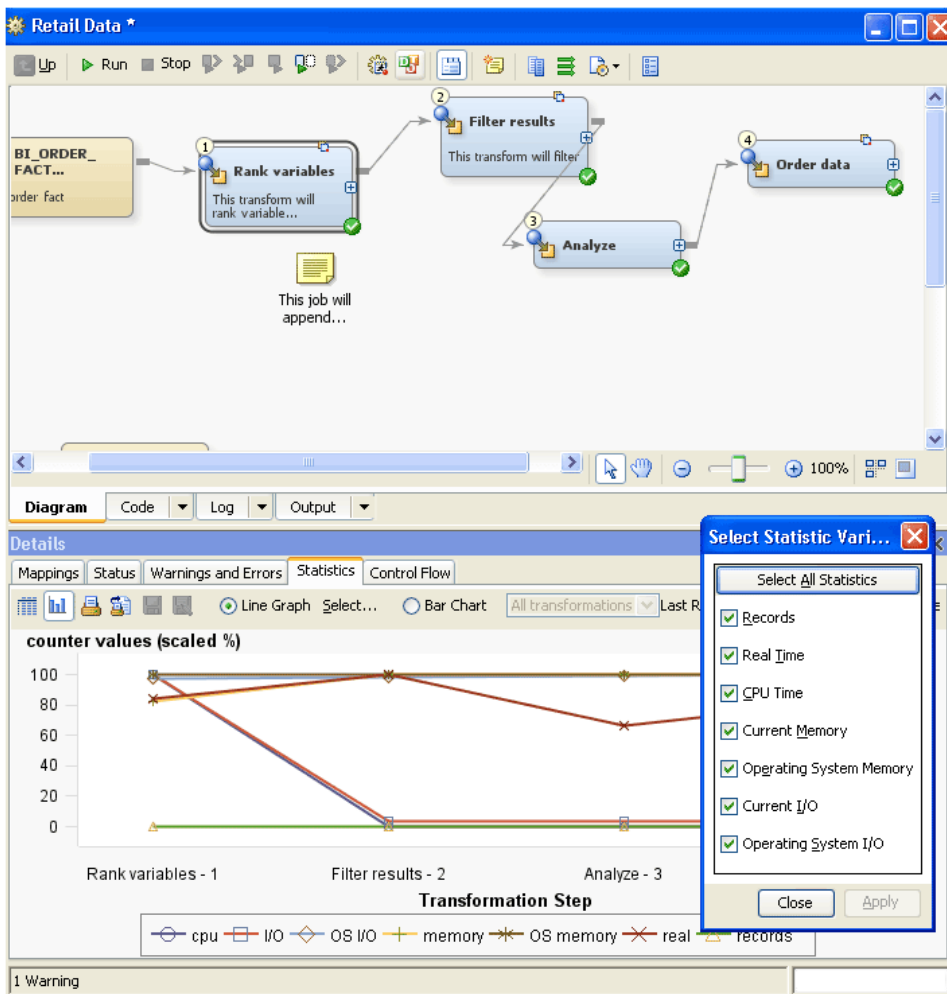 Retail Data *
Up
Run
Stop
BI_ORDER_
FACT...
order fact
1
Rank variables
This transform will
rank variable...
This job will
append...
2
Filter results
This transform will filter
3
Analyze
4
Order data
100%
Diagram
Code
Log
Output
Details
Mappings
Status
Warnings and Errors
Statistics
Control Flow
Line Graph
Select...
Bar Chart
All transformations
Last R
counter values (scaled %)
100
80
60
40
20
0
Rank variables - 1
Filter results - 2
Analyze - 3
Transformation Step
cpu
I/O
OS I/O
memory
OS memory
real
records
Select Statistic Vari...
Select All Statistics
Records
Real Time
CPU Time
Current Memory
Operating System Memory
Current I/O
Operating System I/O
Close
Apply
1 Warning